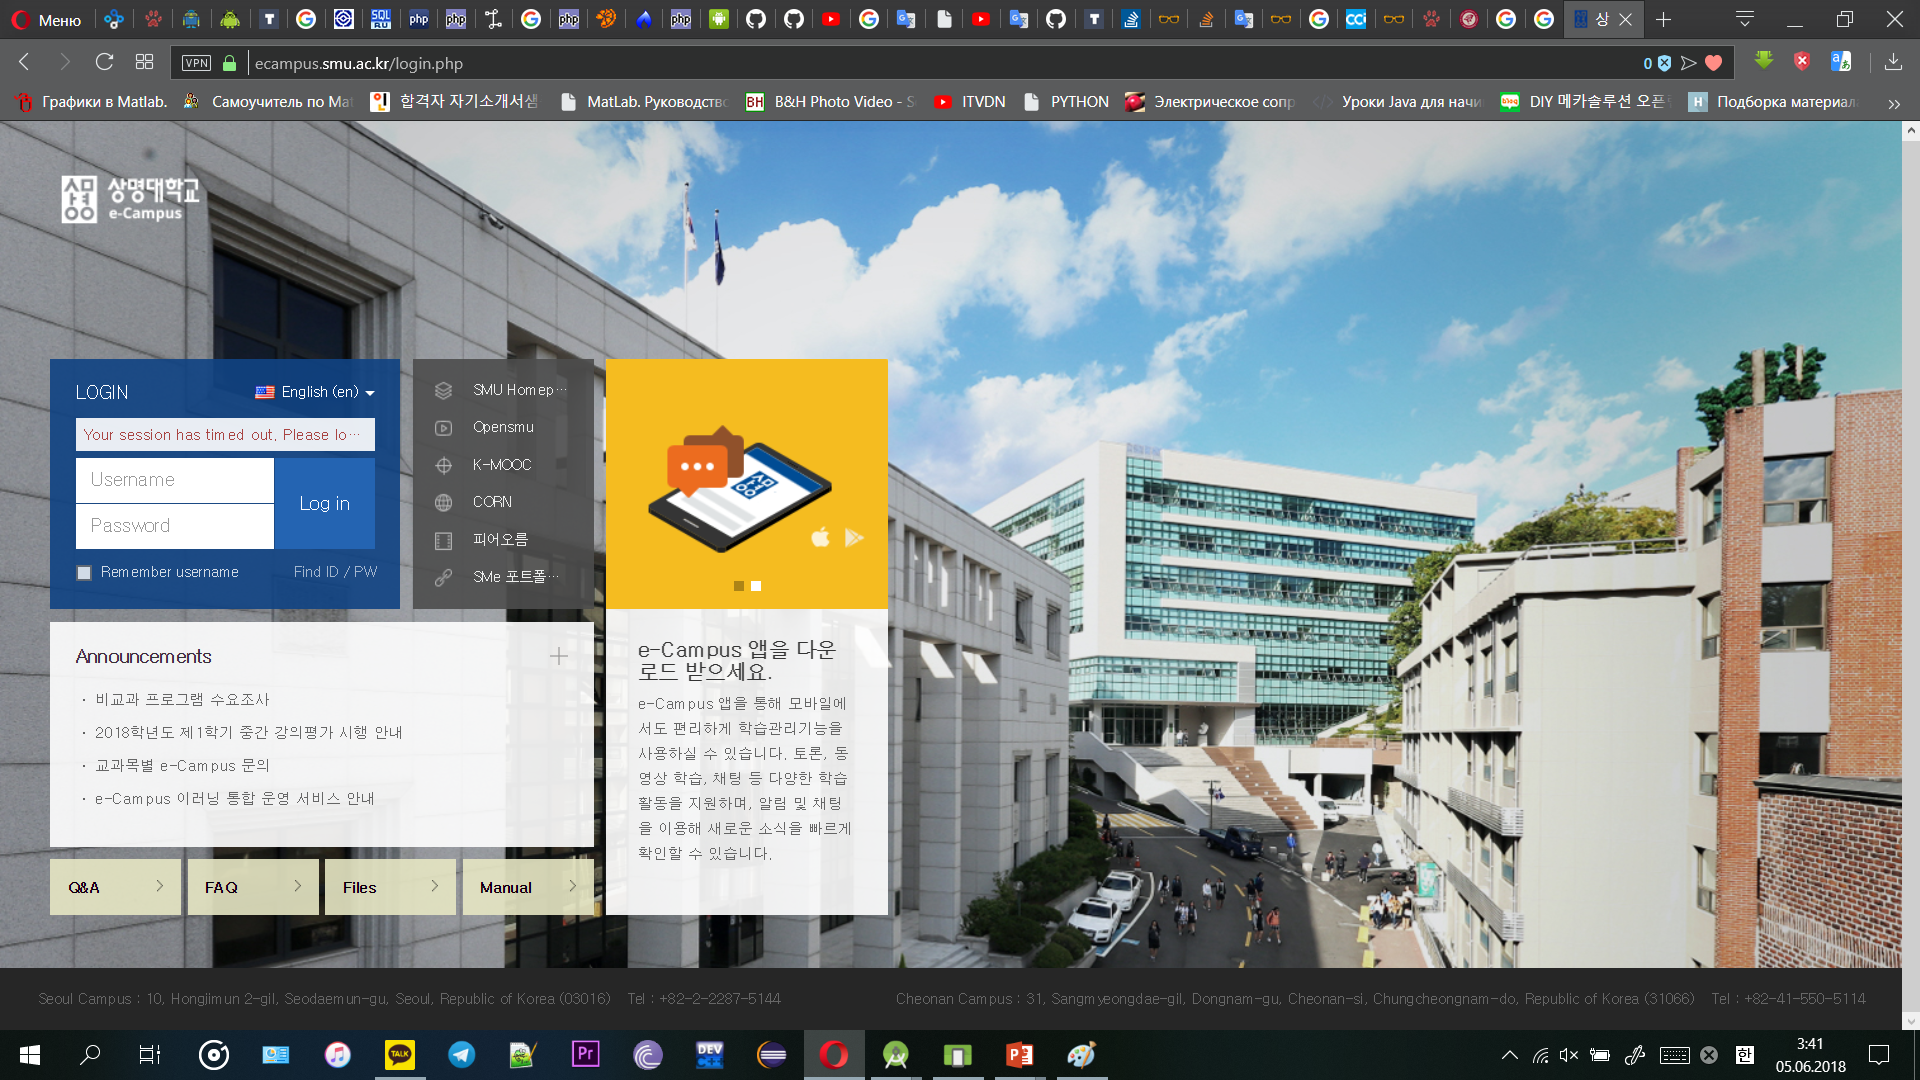 Меню
상
VPN
ecampus.smu.ac.kr/login.php
0
Графики в Matlab.
Самоучитель по Mat
합격자 자기소개서샘
MatLab. Руководство
B&H Photo Video - S
ITVDN
PYTHON
Электрическое сопр
Уроки Java для начи
DIY 메카솔루션 오픈
Подборка материал
상명대학교
e-Campus
LOGIN
English (en)
Your session has timed out. Please lo…
Username
Password
Log in
Remember username
Find ID / PW
SMU Homep…
Opensmu
K-MOOC
CORN
피어오름
SMe 포트폴…
Announcements
· 비교과 프로그램 수요조사
· 2018학년도 제1학기 중간 강의평가 시행 안내
· 교과목별 e-Campus 문의
· e-Campus 이러닝 통합 운영 서비스 안내
e-Campus 앱을 다운
로드 받으세요.
e-Campus 앱을 통해 모바일에
서도 편리하게 학습관리기능을
사용하실 수 있습니다. 토론, 동
영상 학습, 채팅 등 다양한 학습
활동을 지원하며, 알림 및 채팅
을 이용해 새로운 소식을 빠르게
확인할 수 있습니다.
Q&A
FAQ
Files
Manual
Seoul Campus : 10, Hongjimun 2-gil, Seodaemun-gu, Seoul, Republic of Korea (03016) Tel : +82-2-2287-5144
Cheonan Campus : 31, Sangmyeongdae-gil, Dongnam-gu, Cheonan-si, Chungcheongnam-do, Republic of Korea (31066) Tel : +82-41-550-5114
TALK
Pr
DEV
한
3:41
05.06.2018